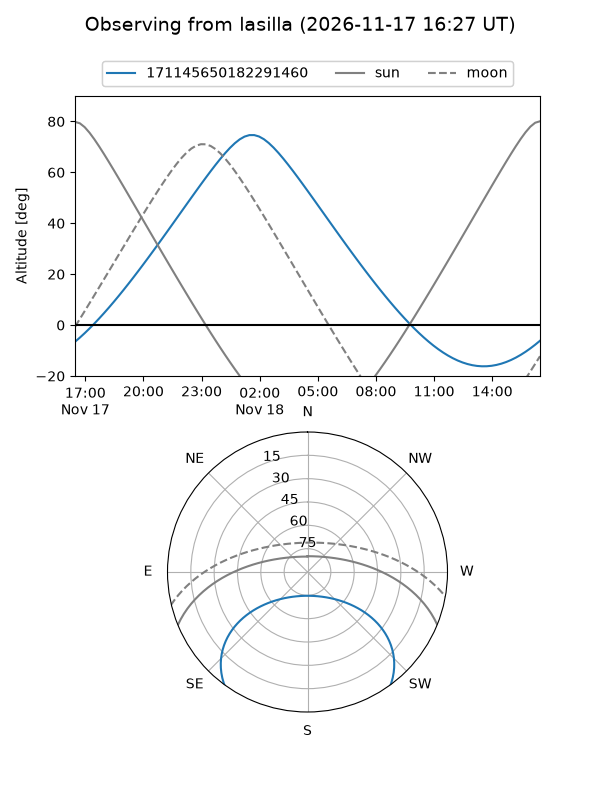 Observing from lasilla (2026-11-17 16:27 UT)
171145650182291460 sun moon
Altitude [deg]
80
60
40
20
0
−20
17:00 20:00 23:00 02:00 05:00 08:00 11:00 14:00
Nov 17 Nov 18
N
NE NW
15
30
45
60
75
E W
SE SW
S